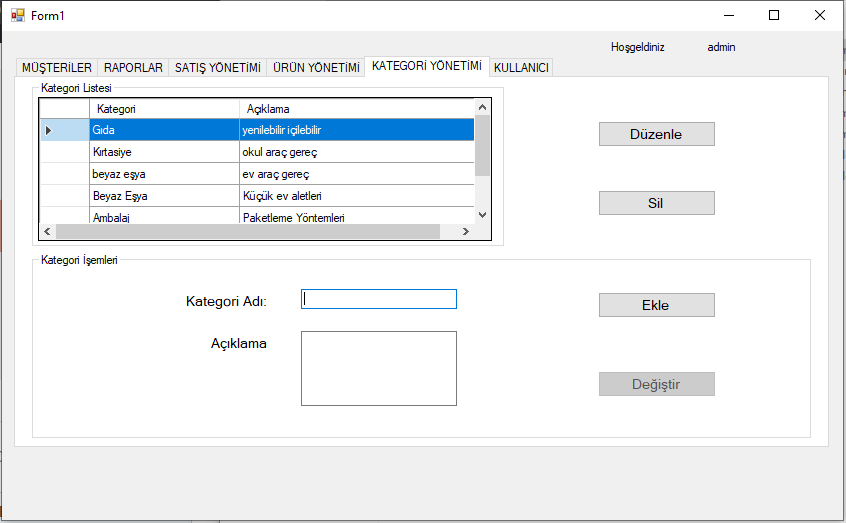 Form1
Hoşgeldiniz admin
MÜŞTERİLER RAPORLAR SATIŞ YÖNETİMİ ÜRÜN YÖNETİMİ KATEGORİ YÖNETİMİ KULLANICI
Kategori Listesi
Kategori Açıklama
Gıda yenilebilir içilebilir
Kırtasiye okul araç gereç
beyaz eşya ev araç gereç
Beyaz Eşya Küçük ev aletleri
Ambalaj Paketleme Yöntemleri
Düzenle
Sil
Kategori İşemleri
Kategori Adı:
Ekle
Açıklama
Değiştir